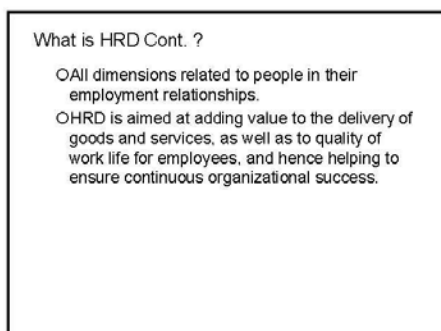 What is HRD Cont. ?
○All dimensions related to people in their
employment relationships.
○HRD is aimed at adding value to the delivery of
goods and services, as well as to quality of
work life for employees, and hence helping to
ensure continuous organizational success.